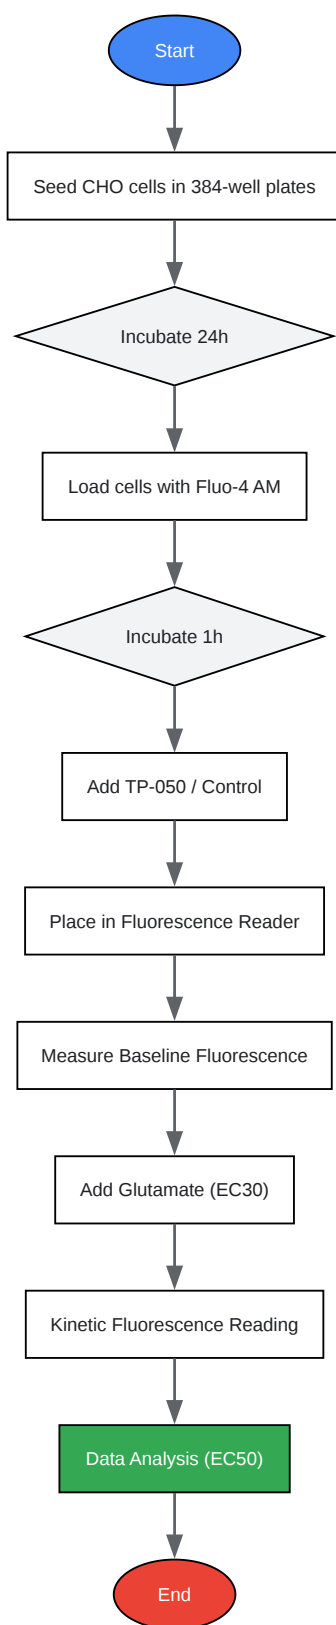 Start
Seed CHO cells in 384-well plates
Incubate 24h
Load cells with Fluo-4 AM
Incubate 1h
Add TP-050 / Control
Place in Fluorescence Reader
Measure Baseline Fluorescence
Add Glutamate (EC30)
Kinetic Fluorescence Reading
Data Analysis (EC50)
End